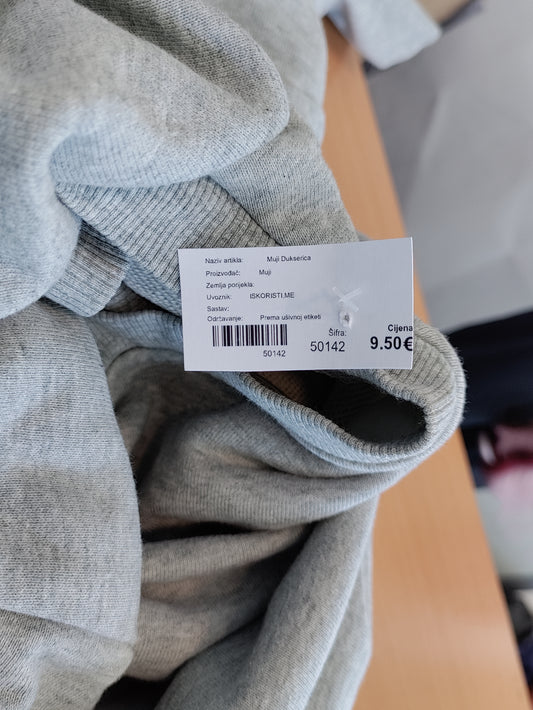 Naziv artikla: Muji Dukserica
Proizvođač: Muji
Zemlja porijekla:
Uvoznik: ISKORISTI.ME
Sastav:
Održavanje: Prema ušivnoj etiketi
Šifra: Cijena
50142 9.50€
50142